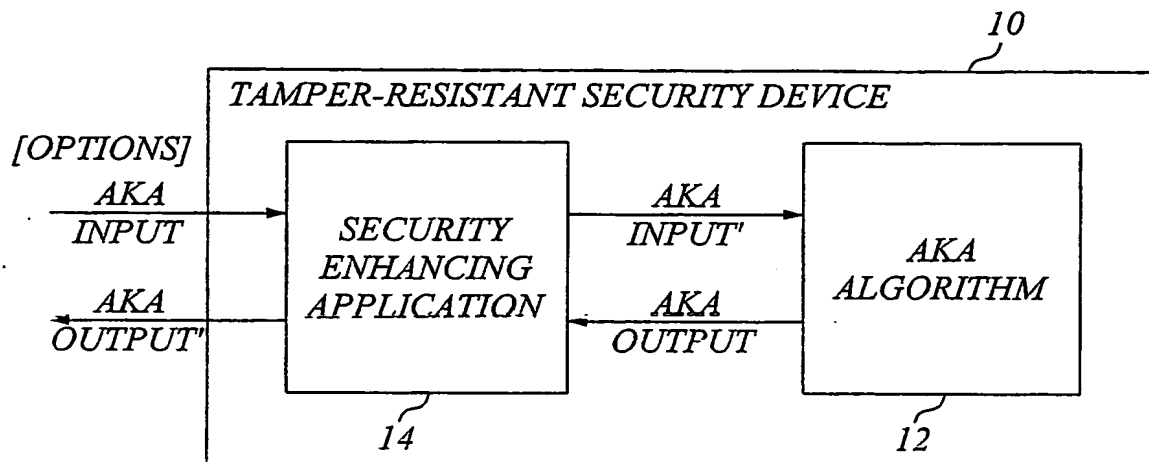 10
TAMPER-RESISTANT SECURITY DEVICE
[OPTIONS]
AKA
INPUT
AKA
OUTPUT'
SECURITY
ENHANCING
APPLICATION
AKA
INPUT'
AKA
OUTPUT
AKA
ALGORITHM
14
12